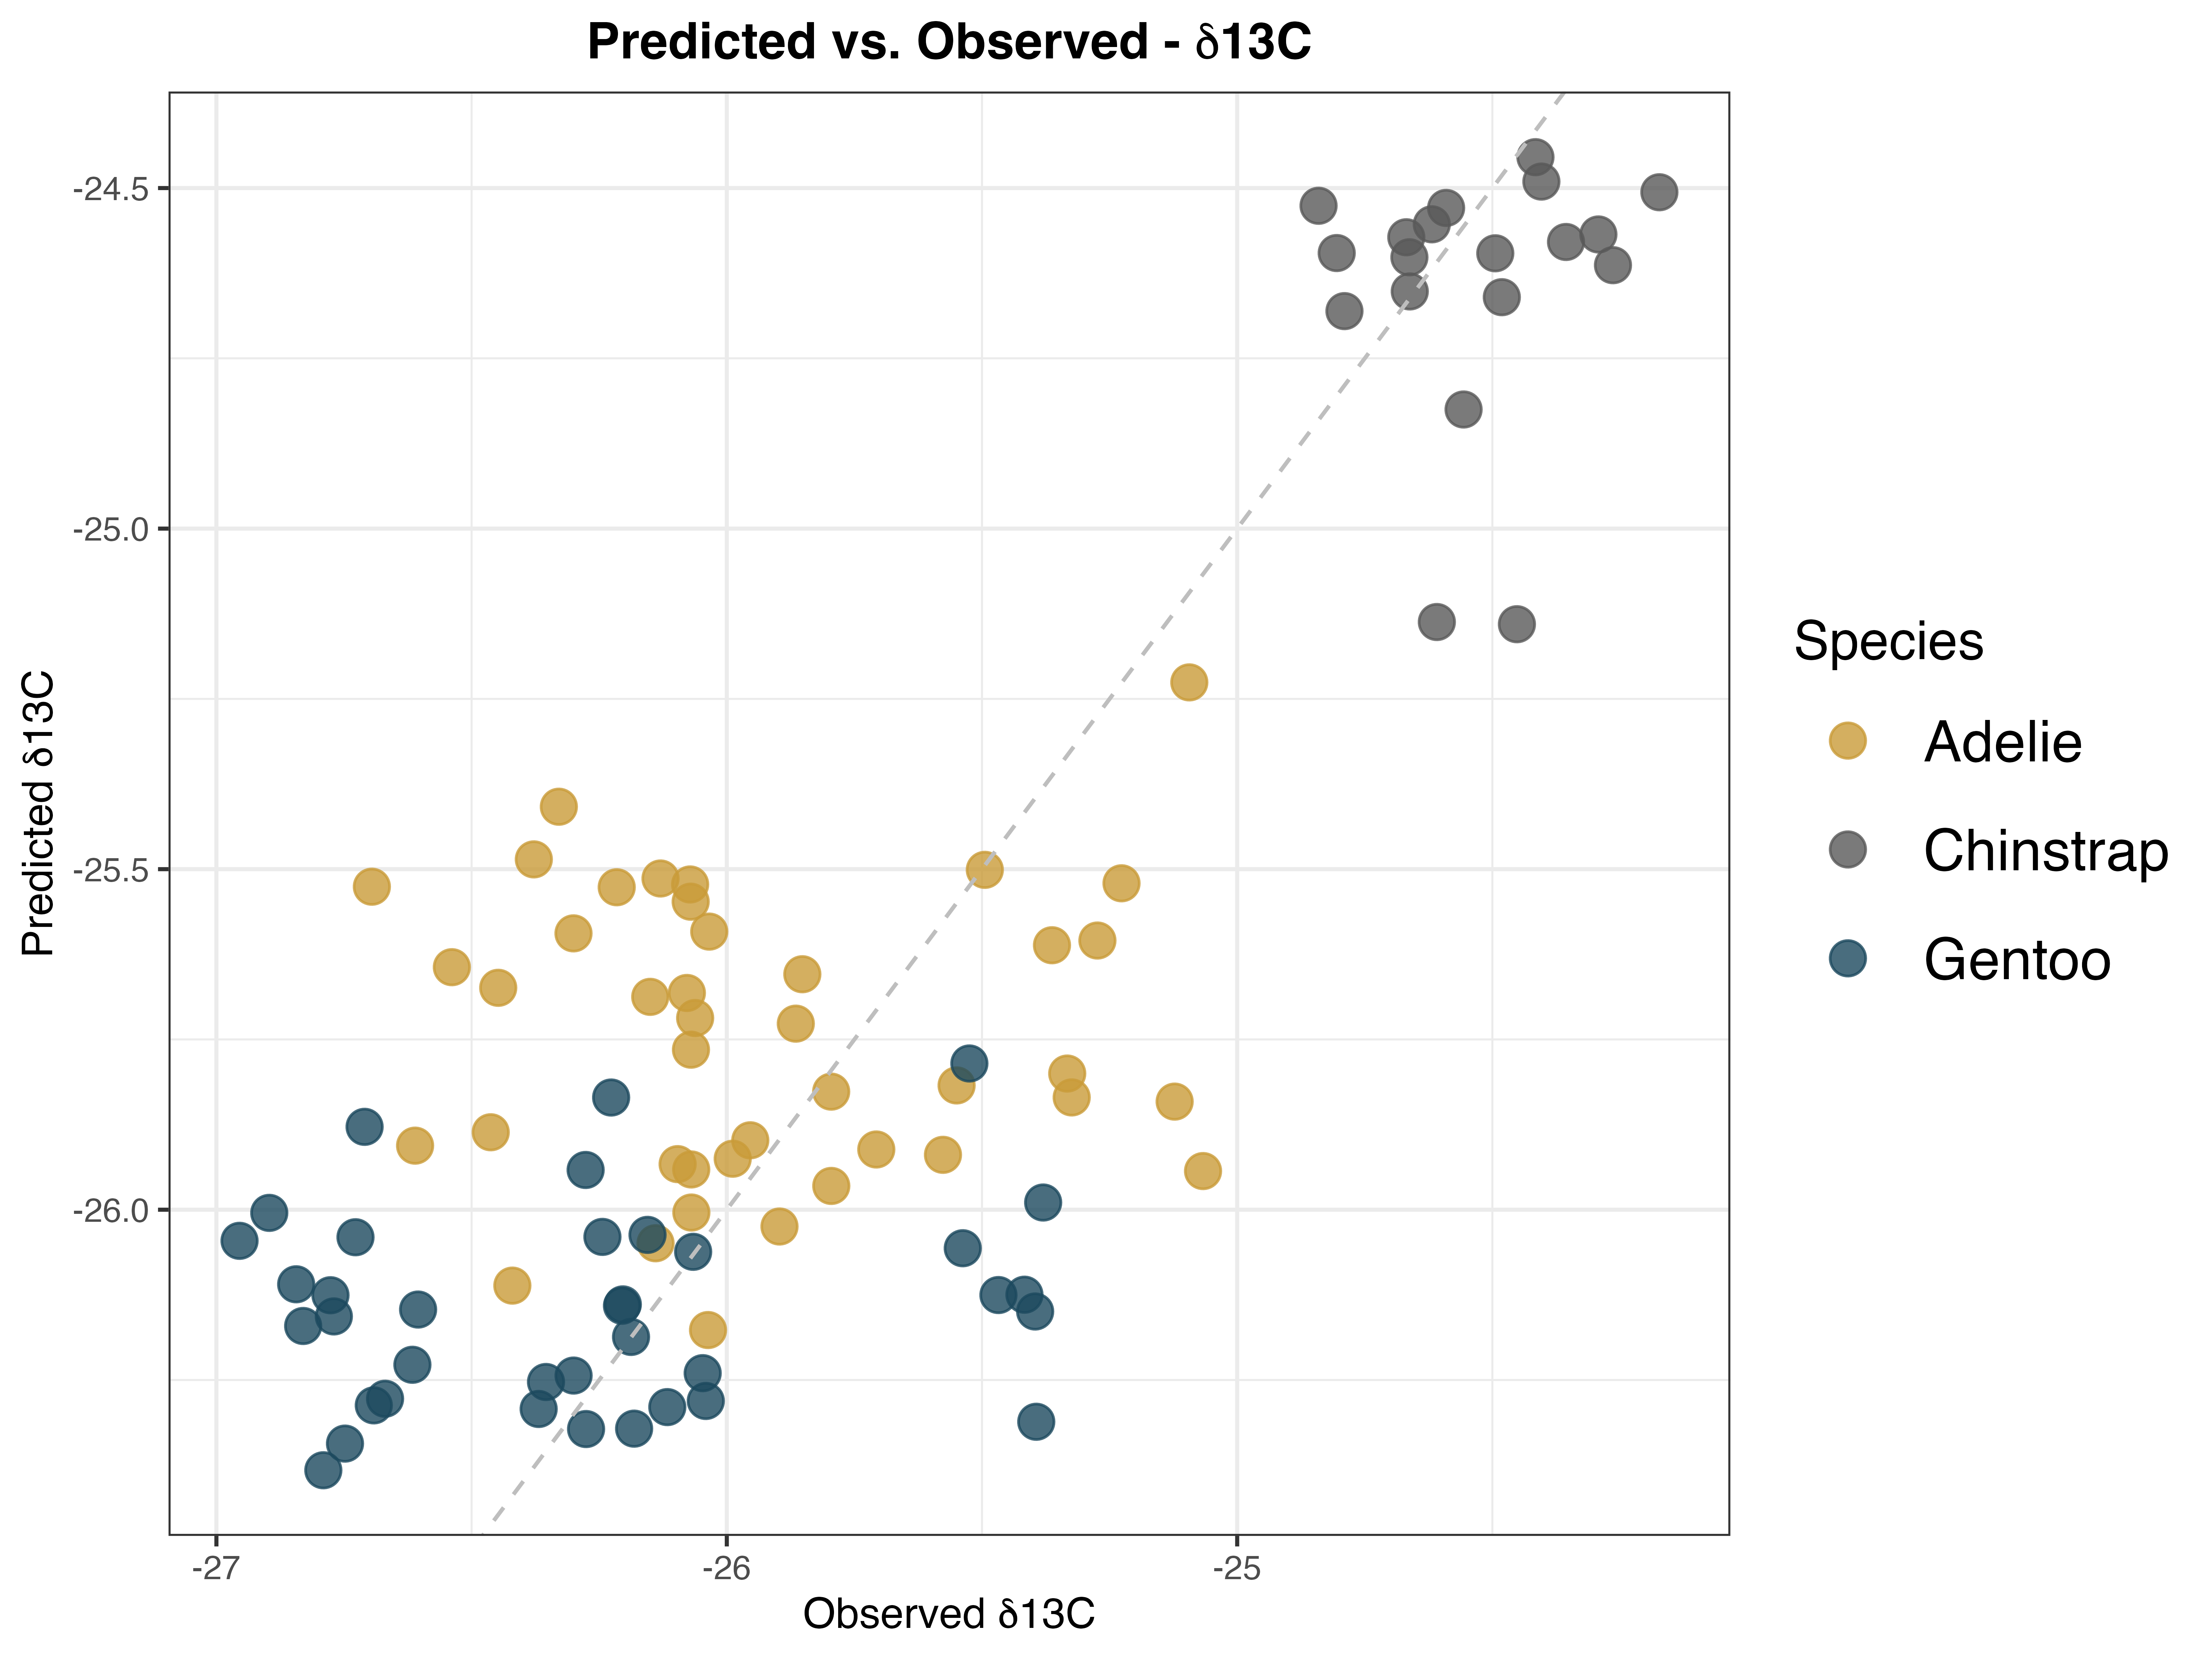 Predicted vs. Observed - δ13C
Predicted δ13C
-24.5
-25.0
-25.5
-26.0
-27
-26
-25
Observed δ13C
Species
Adelie
Chinstrap
Gentoo